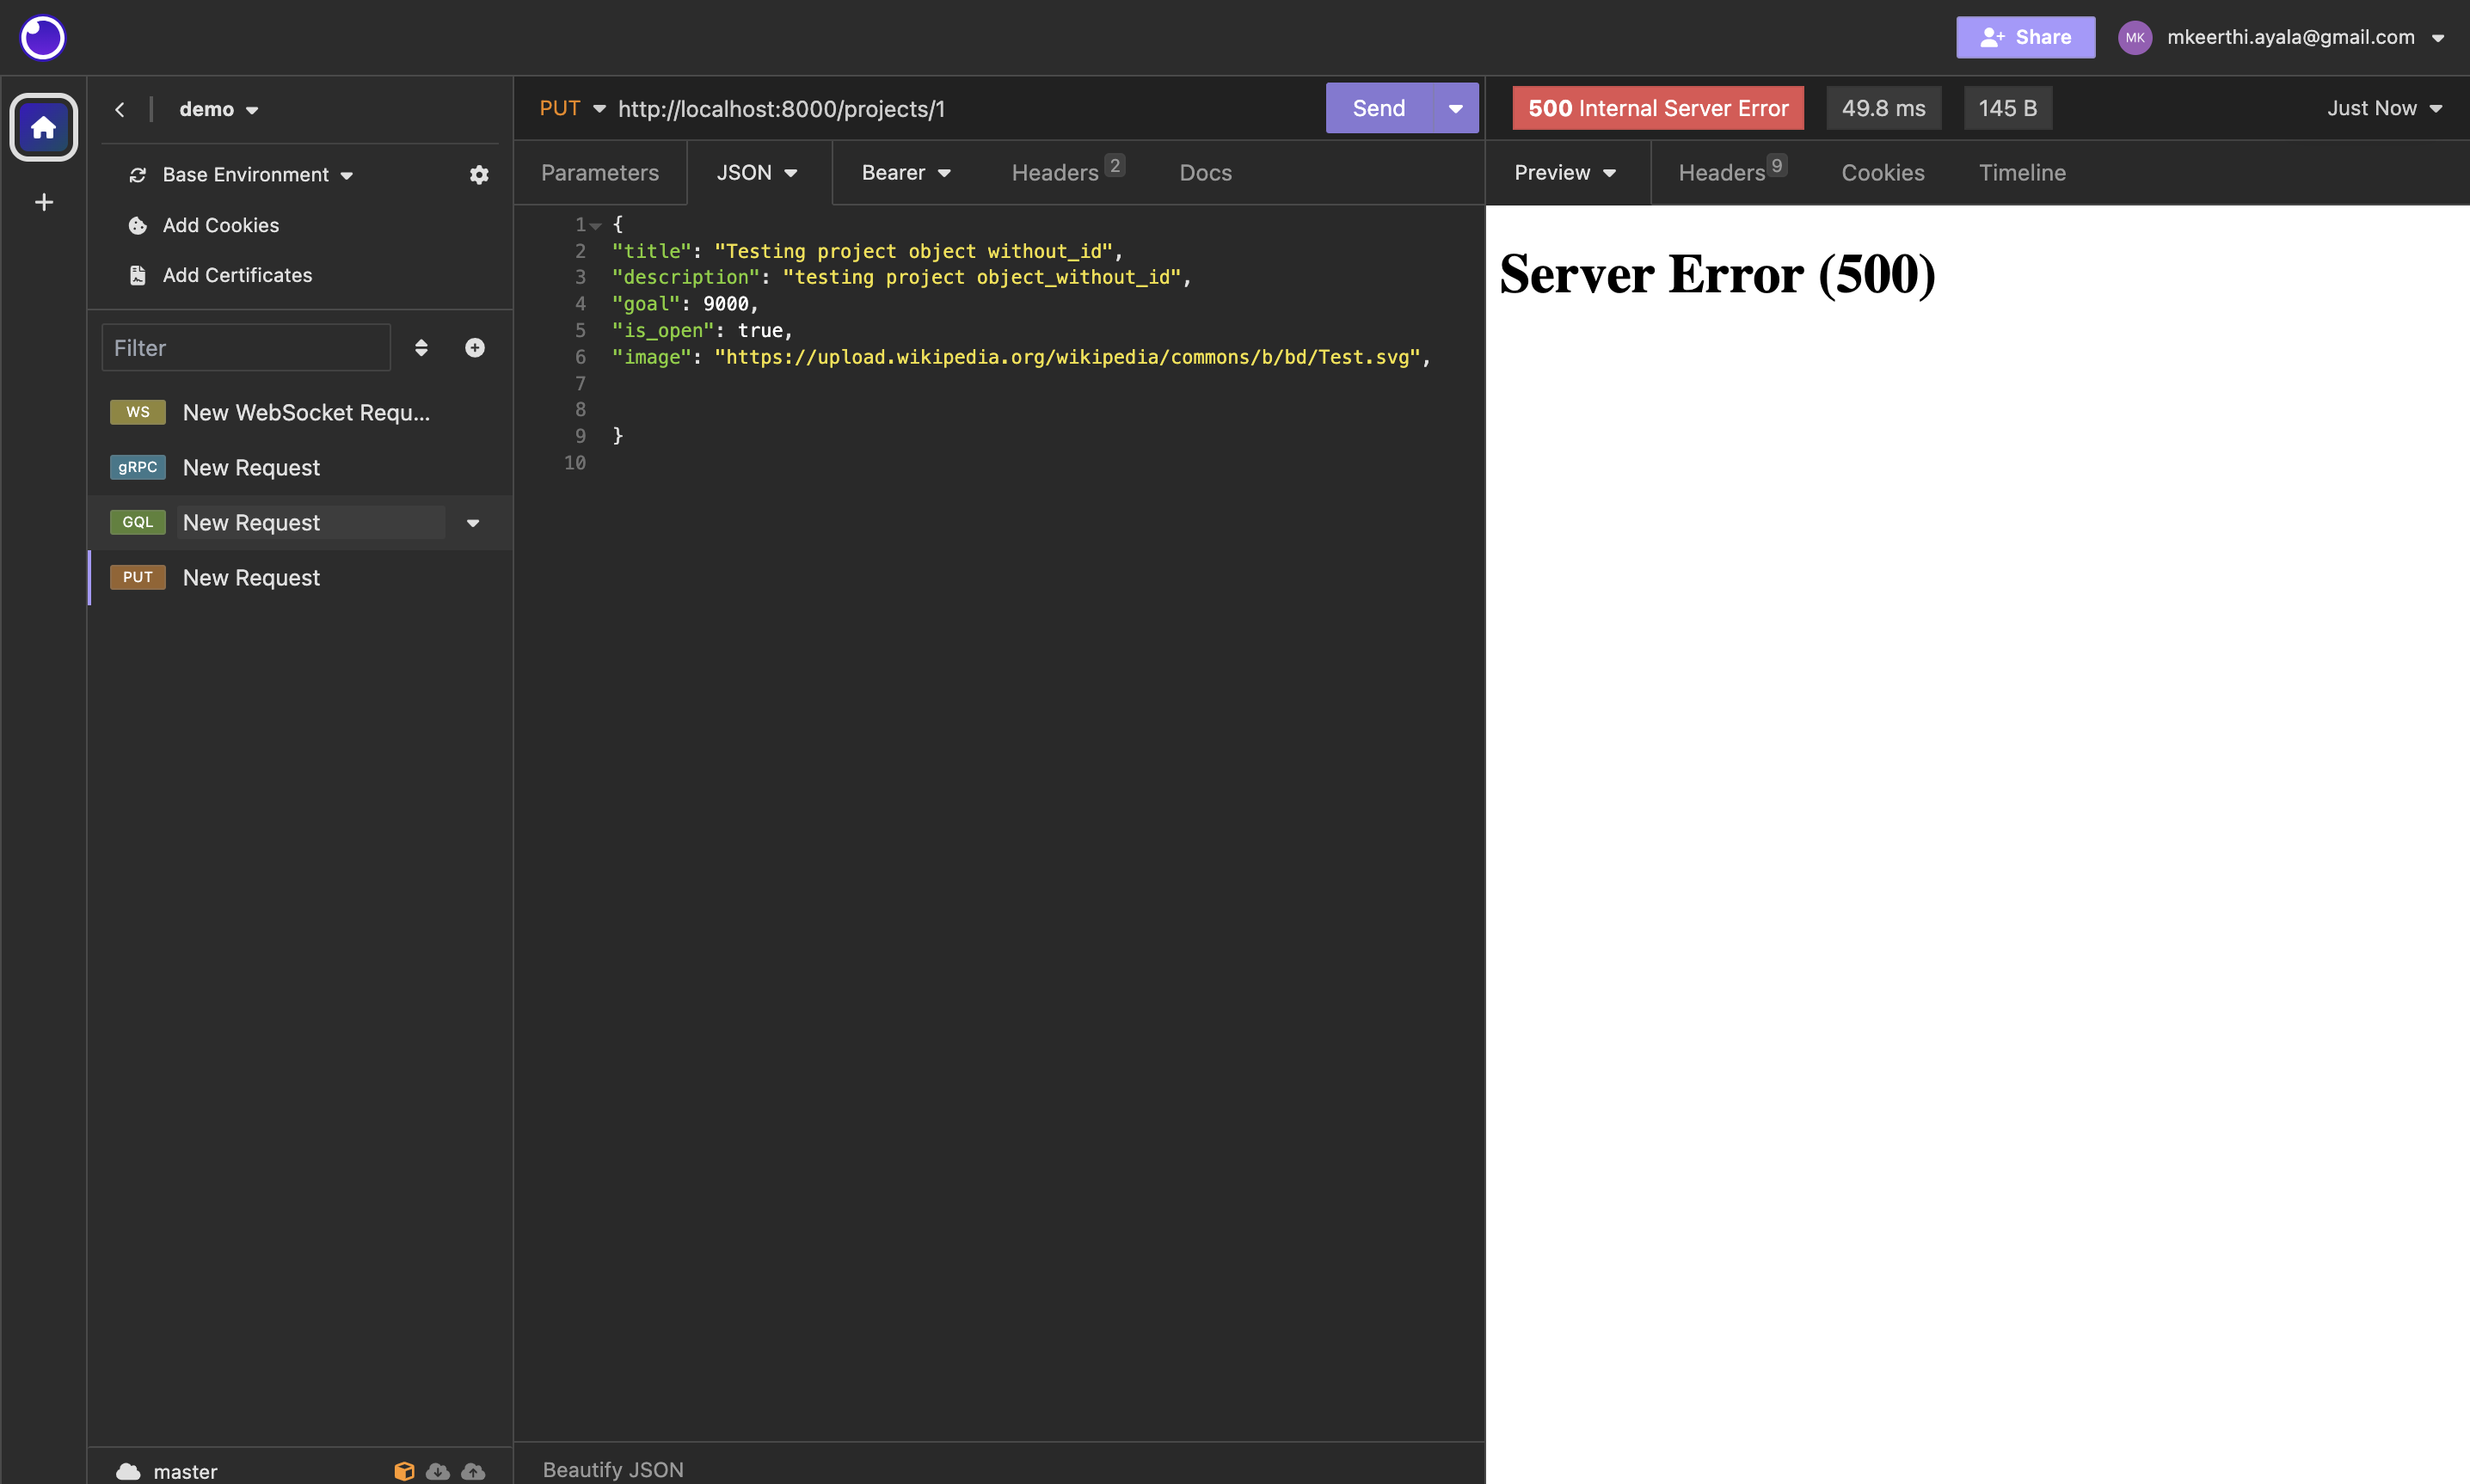 Share
MK
mkeerthi.ayala@gmail.com
demo
Base Environment
Add Cookies
Add Certificates
Filter
WS New WebSocket Requ...
gRPC New Request
GQL New Request
PUT New Request
master
PUT http://localhost:8000/projects/1
Send
Parameters JSON Bearer Headers 2 Docs
1 {
2 "title": "Testing project object without_id",
3 "description": "testing project object_without_id",
4 "goal": 9000,
5 "is_open": true,
6 "image": "https://upload.wikipedia.org/wikipedia/commons/b/bd/Test.svg",
7
8
9 }
10
Beautify JSON
500 Internal Server Error 49.8 ms 145 B Just Now
Preview Headers 9 Cookies Timeline
Server Error (500)